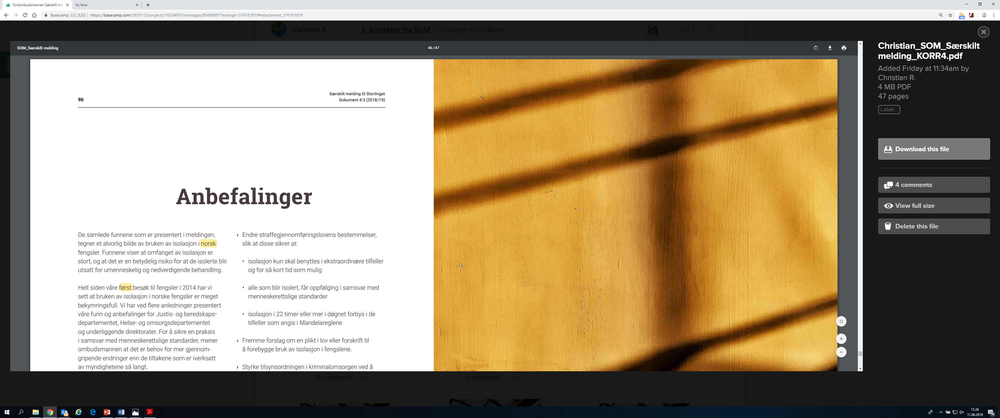 Sivilombudsmannen Særskilt me
Ny fane
Basecamp, LLC [US] | https://basecamp.com/2835113/projects/16334597/messages/85608997?enlarge=376181819#attachment_376181819
100
Help
Christian R.
4. korrektur fra SOM - Omslaget er godkjent
Jun 7
4
SOM_Særskilt melding
46 / 47
90
Særskilt melding til Stortinget
Dokument 4:3 (2018/19)
Anbefalinger
De samlede funnene som er presentert i meldingen,
tegner et alvorlig bilde av bruken av isolasjon i norsk
fengsler. Funnene viser at omfanget av isolasjon er
stort, og at det er en betydelig risiko for at de isolerte blir
utsatt for umenneskelig og nedverdigende behandling.
Helt siden våre først besøk til fengsler i 2014 har vi
sett at bruken av isolasjon i norske fengsler er meget
bekymringsfull. Vi har ved flere anledninger presentert
våre funn og anbefalinger for Justis- og beredskaps-
departementet, Helse- og omsorgsdepartementet
og underliggende direktorater. For å sikre en praksis
i samsvar med menneskerettslige standarder, mener
ombudsmannen at det er behov for mer gjennom-
gripende endringer enn de tiltakene som er iverksatt
av myndighetene så langt.
› Endre straffegjennomføringslovens bestemmelser,
slik at disse sikrer at:
• isolasjon kun skal benyttes i ekstraordinære tilfeller
og for så kort tid som mulig
• alle som blir isolert, får oppfølging i samsvar med
menneskerettslige standarder
• isolasjon i 22 timer eller mer i døgnet forbys i de
tilfeller som angis i Mandelareglene
› Fremme forslag om en plikt i lov eller forskrift til
å forebygge bruk av isolasjon i fengslene.
› Styrke tilsynsordningen i kriminalomsorgen ved å
Christian_SOM_Særskilt
melding_KORR4.pdf
Added Friday at 11:34am by
Christian R.
4 MB PDF
47 pages
Label...
Download this file
4 comments
View full size
Delete this file
5 comments
Label...
4 comments
Label...
15.26
11.06.2019
16